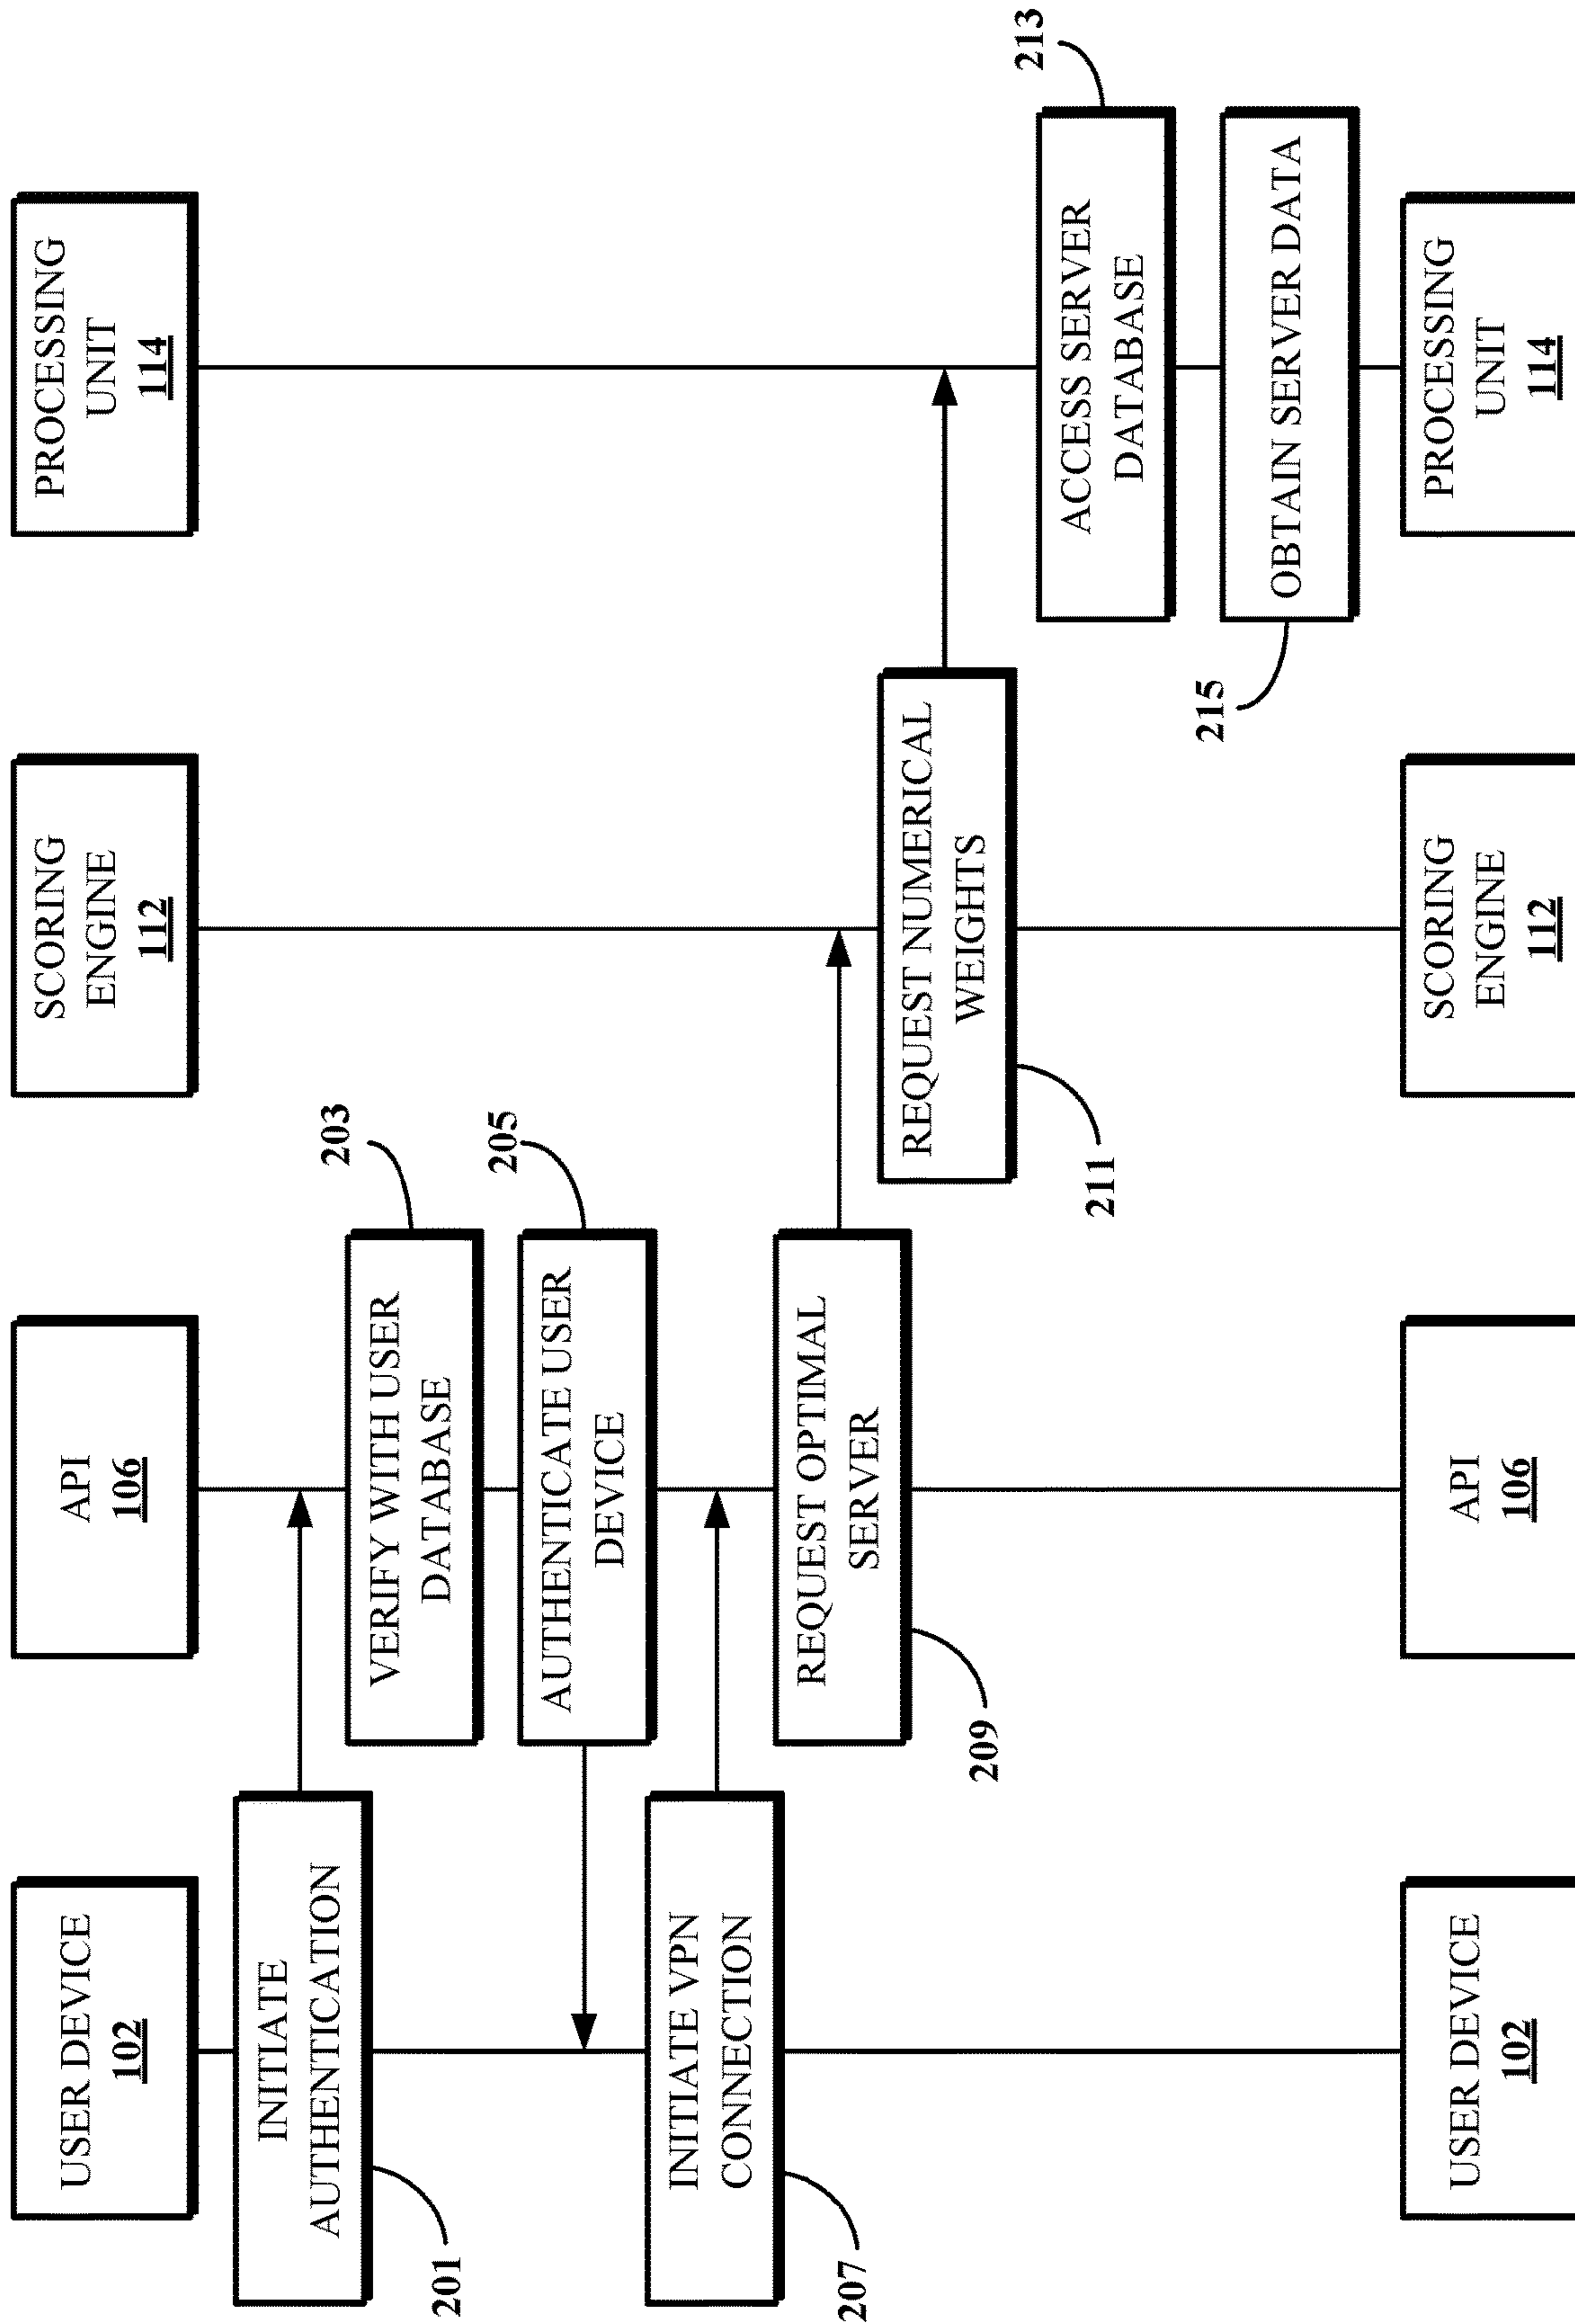 USER DEVICE
102
API
106
SCORING
ENGINE
112
PROCESSING
UNIT
114
INITIATE
AUTHENTICATION
201
VERIFY WITH USER
DATABASE
203
AUTHENTICATE USER
DEVICE
205
INITIATE VPN
CONNECTION
207
REQUEST OPTIMAL
SERVER
209
REQUEST NUMERICAL
WEIGHTS
211
ACCESS SERVER
DATABASE
213
OBTAIN SERVER DATA
215
USER DEVICE
102
API
106
SCORING
ENGINE
112
PROCESSING
UNIT
114